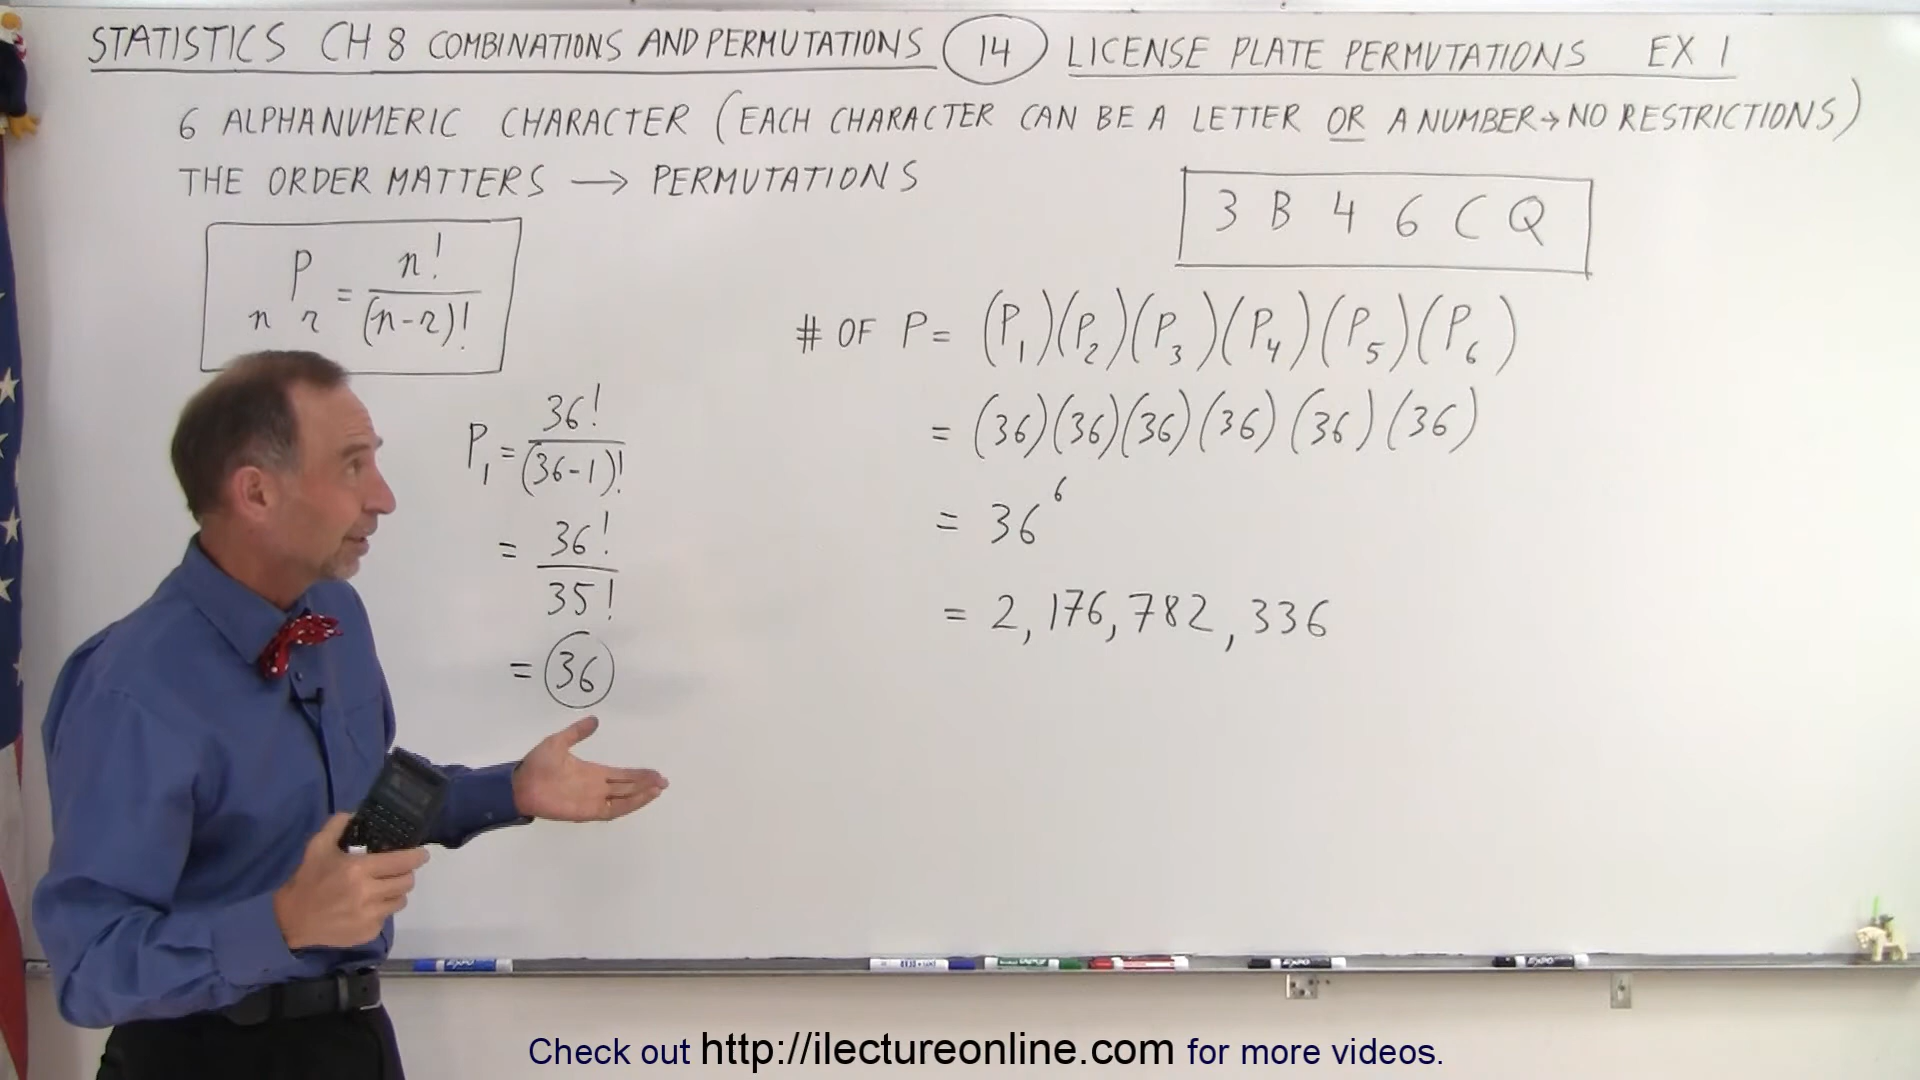 STATISTICS CH 8 COMBINATIONS AND PERMUTATIONS 14 LICENSE PLATE PERMUTATIONS EX 1
6 ALPHANUMERIC CHARACTER (EACH CHARACTER CAN BE A LETTER OR A NUMBER → NO RESTRICTIONS)
THE ORDER MATTERS → PERMUTATIONS
3 B 4 6 C Q
nPr = n!/(n-r)!
# OF P = (P₁)(P₂)(P₃)(P₄)(P₅)(P₆)
= (36)(36)(36)(36)(36)(36)
= 36⁶
= 2,176,782,336
P₁ = 36!/(36-1)!
= 36!/35!
= 36
Check out http://ilectureonline.com for more videos.